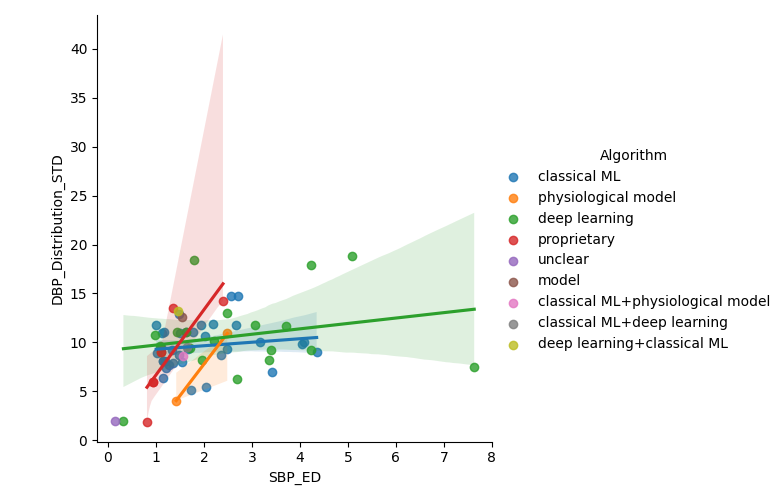 40
35
30
25
20
15
10
5
0
DBP_Distribution_STD
0 1 2 3 4 5 6 7 8
SBP_ED
Algorithm
classical ML
physiological model
deep learning
proprietary
unclear
model
classical ML+physiological model
classical ML+deep learning
deep learning+classical ML